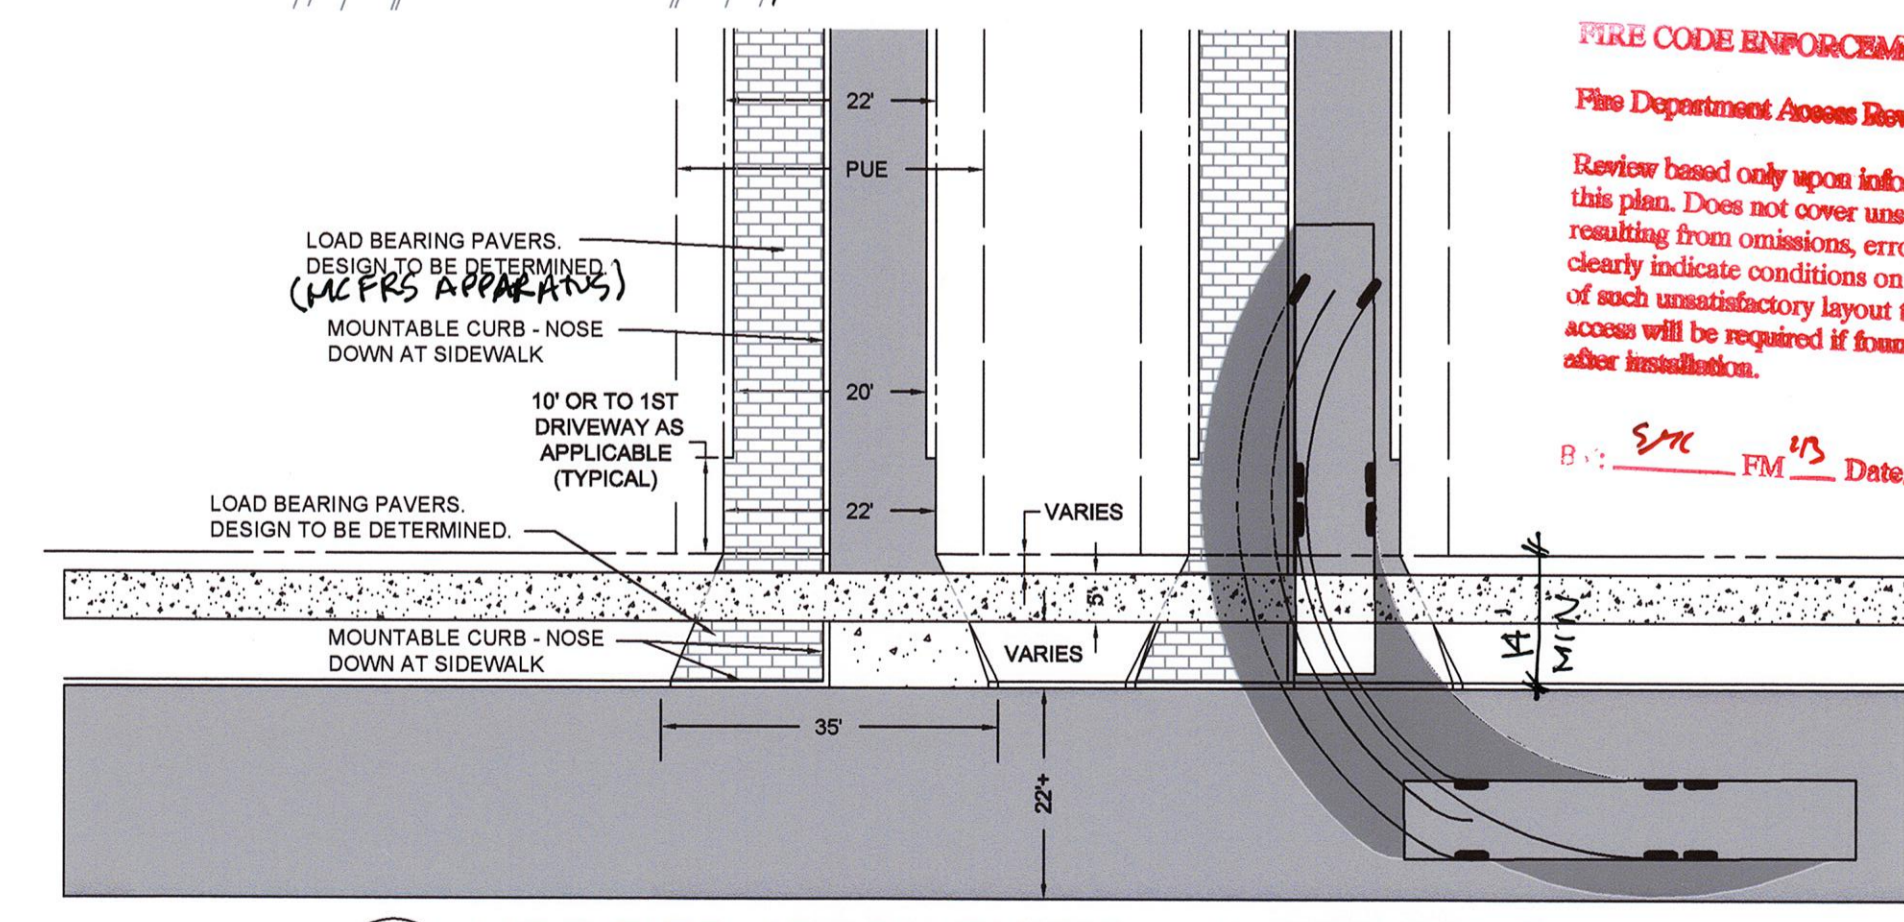 22'
PUE
LOAD BEARING PAVERS.
DESIGN TO BE DETERMINED.
(MCFRS APPARATUS)
MOUNTABLE CURB - NOSE
DOWN AT SIDEWALK
20'
10' OR TO 1ST
DRIVEWAY AS
APPLICABLE
(TYPICAL)
LOAD BEARING PAVERS.
DESIGN TO BE DETERMINED.
22'
VARIES
5'
MOUNTABLE CURB - NOSE
DOWN AT SIDEWALK
VARIES
14'
MIN
35'
22'+
FIRE CODE ENFORCEM
Fire Department Access Rev
Review based only upon infor
this plan. Does not cover uns
resulting from omissions, erro
clearly indicate conditions on
of such unsatisfactory layout
access will be required if foun
after installation.
By: SMC FM Date